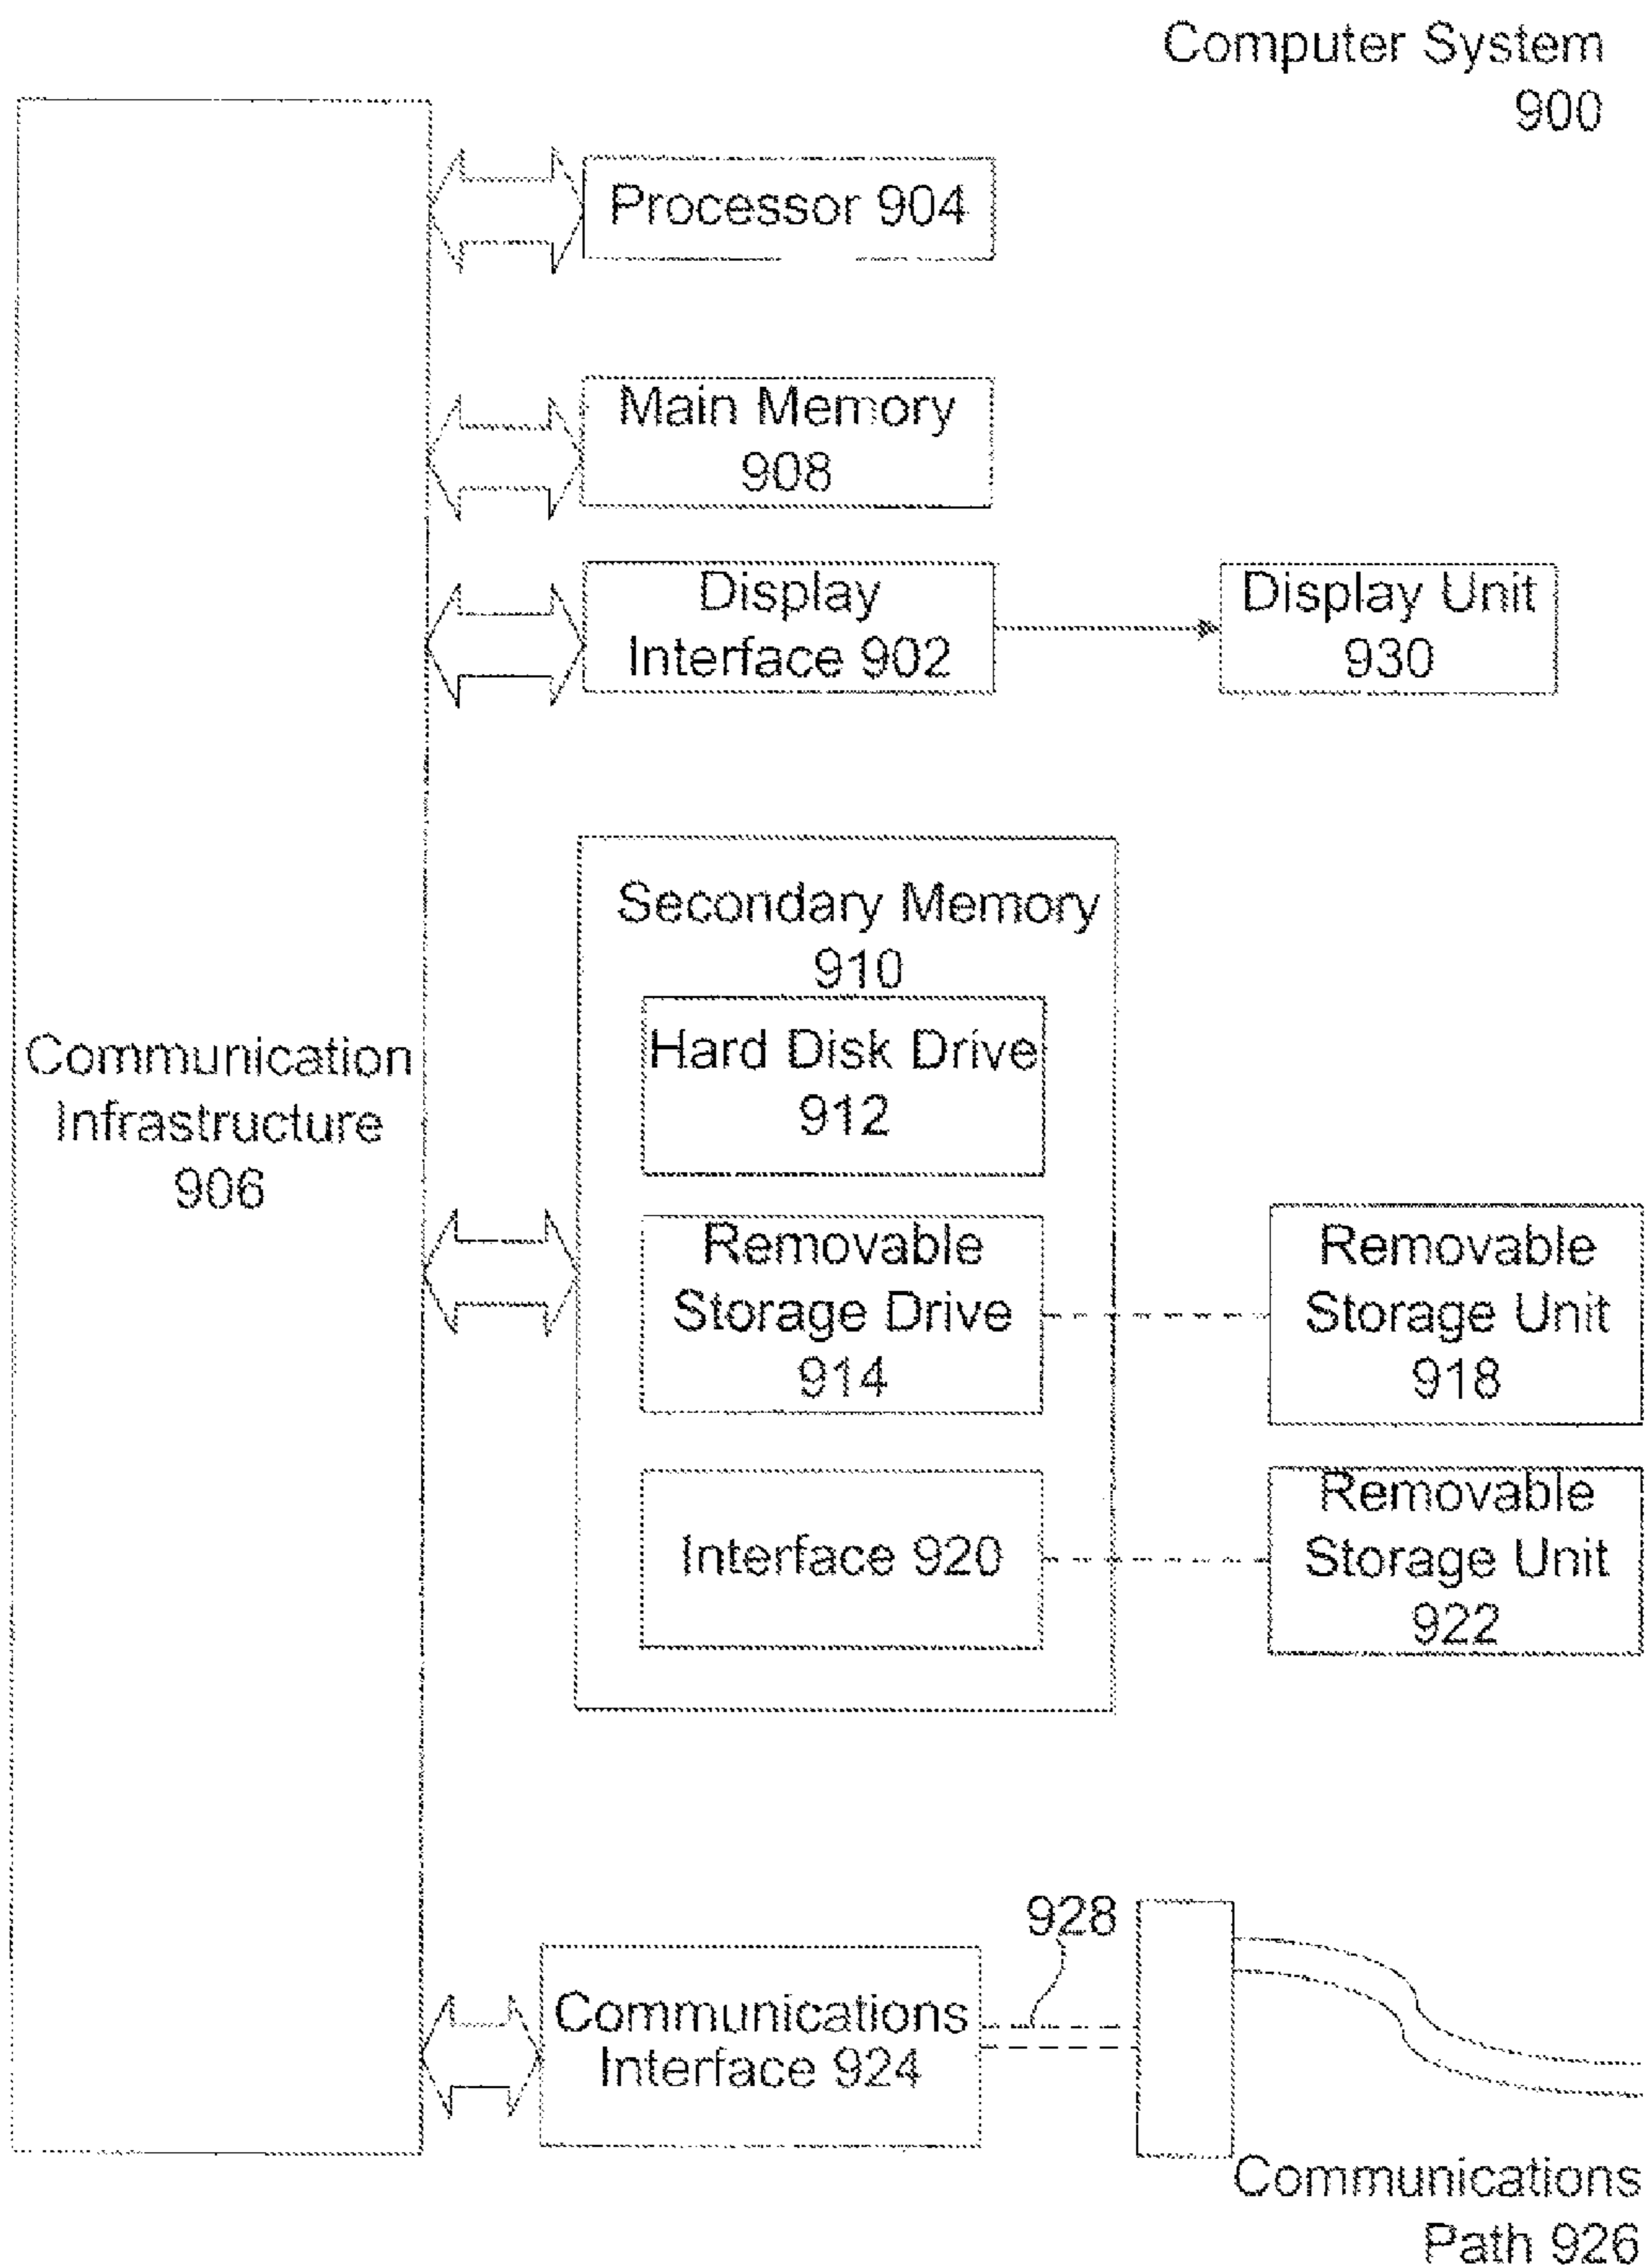 Computer System
900
Processor 904
Main Memory
908
Display
Interface 902
Display Unit
930
Secondary Memory
910
Hard Disk Drive
912
Communication
Infrastructure
906
Removable
Storage Drive
914
Removable
Storage Unit
918
Interface 920
Removable
Storage Unit
922
928
Communications
Interface 924
Communications
Path 926